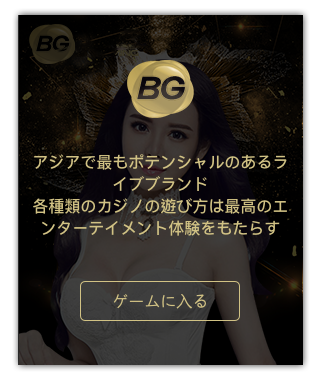 BG
BG
アジアで最もポテンシャルのあるラ
イブブランド
各種類のカジノの遊び方は最高のエ
ンターテイメント体験をもたらす
ゲームに入る